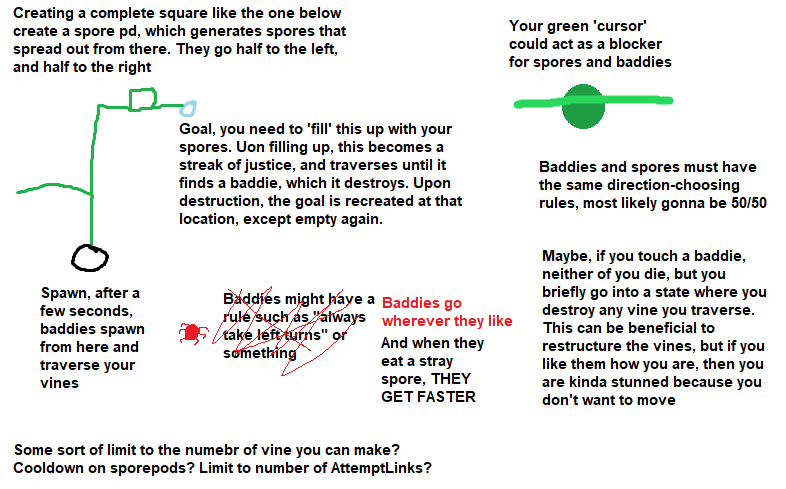 Creating a complete square like the one below
create a spore pd, which generates spores that
spread out from there. They go half to the left,
and half to the right
Your green 'cursor'
could act as a blocker
for spores and baddies
Goal, you need to 'fill' this up with your
spores. Uon filling up, this becomes a
streak of justice, and traverses until it
finds a baddie, which it destroys. Upon
destruction, the goal is recreated at that
location, except empty again.
Baddies and spores must have
the same direction-choosing
rules, most likely gonna be 50/50
Spawn, after a
few seconds,
baddies spawn
from here and
traverse your
vines
Baddies might have a
rule such as "always
take left turns" or
something
Baddies go
wherever they like
And when they
eat a stray
spore, THEY
GET FASTER
Maybe, if you touch a baddie,
neither of you die, but you
briefly go into a state where you
destroy any vine you traverse.
This can be beneficial to
restructure the vines, but if you
like them how you are, then you
are kinda stunned because you
don't want to move
Some sort of limit to the numebr of vine you can make?
Cooldown on sporepods? Limit to number of AttemptLinks?